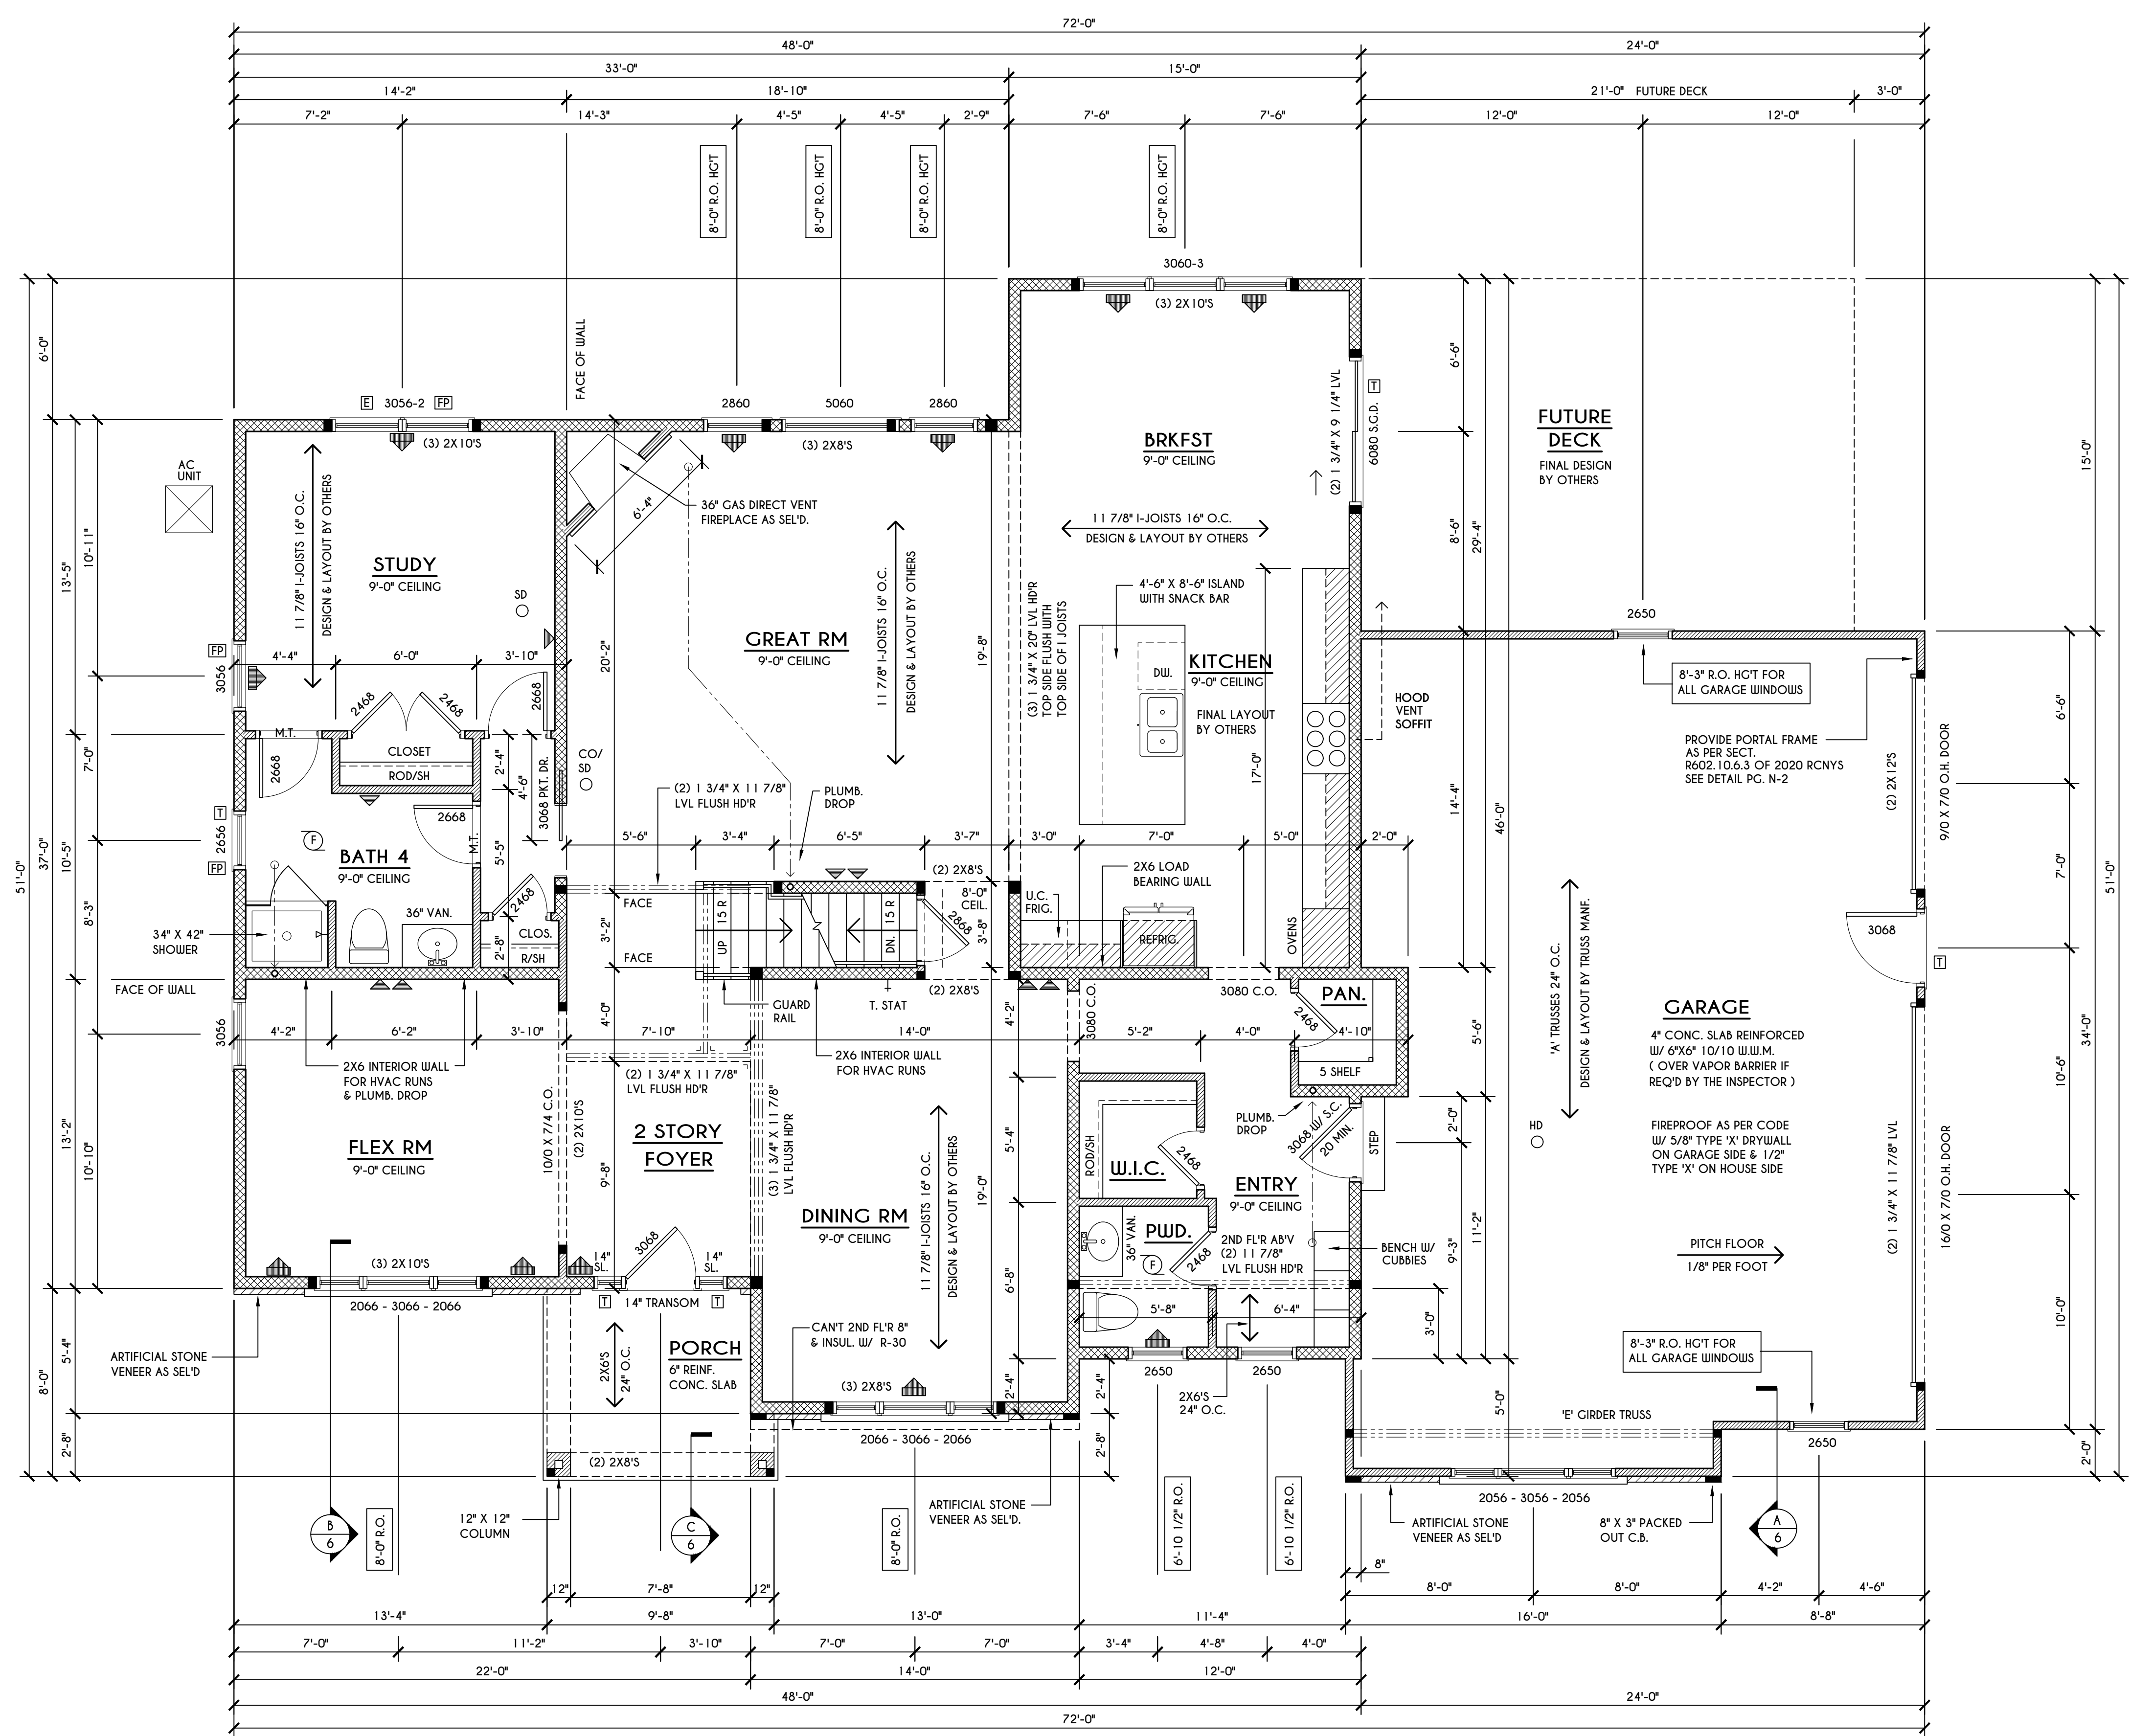 72'-0"
48'-0"
24'-0"
33'-0"
15'-0"
14'-2"
18'-10"
21'-0" FUTURE DECK
3'-0"
7'-2"
14'-3"
4'-5"
4'-5"
2'-9"
7'-6"
7'-6"
12'-0"
12'-0"
8'-0" R.O. HG'T
8'-0" R.O. HG'T
8'-0" R.O. HG'T
8'-0" R.O. HG'T
3060-3
(3) 2X10'S
FACE OF WALL
6'-0"
6'-6"
E 3056-2 FP
2860
5060
2860
(3) 2X10'S
(3) 2X8'S
T
6080 S.G.D.
(2) 1 3/4" X 9 1/4" LVL
BRKFST
9'-0" CEILING
FUTURE
DECK
FINAL DESIGN
BY OTHERS
15'-0"
AC
UNIT
11 7/8" I-JOISTS 16" O.C.
DESIGN & LAYOUT BY OTHERS
6'-4"
36" GAS DIRECT VENT
FIREPLACE AS SEL'D.
11 7/8" I-JOISTS 16" O.C.
DESIGN & LAYOUT BY OTHERS
8'-6"
29'-4"
10'-11"
13'-5"
STUDY
9'-0" CEILING
SD
11 7/8" I-JOISTS 16" O.C.
DESIGN & LAYOUT BY OTHERS
4'-6" X 8'-6" ISLAND
WITH SNACK BAR
GREAT RM
9'-0" CEILING
20'-2"
19'-8"
(3) 1 3/4" X 20" LVL HD'R
TOP SIDE FLUSH WITH
TOP SIDE OF I JOISTS
DW.
KITCHEN
9'-0" CEILING
FINAL LAYOUT
BY OTHERS
HOOD
VENT
SOFFIT
2650
8'-3" R.O. HG'T FOR
ALL GARAGE WINDOWS
PROVIDE PORTAL FRAME
AS PER SECT.
R602.10.6.3 OF 2020 RCNYS
SEE DETAIL PG. N-2
6'-6"
FP
3056
4'-4"
6'-0"
3'-10"
2468
2468
2668
M.T.
CLOSET
ROD/SH
2668
2'-4"
4'-6"
3068 PKT. DR.
CO/
SD
(2) 1 3/4" X 11 7/8"
LVL FLUSH HD'R
PLUMB.
DROP
17'-0"
14'-4"
46'-0"
(2) 2X12'S
9/0 X 7/0 O.H. DOOR
51'-0"
37'-0"
7'-0"
10'-5"
8'-3"
T
2656
FP
F
BATH 4
9'-0" CEILING
2668
M.T.
5'-5"
2468
5'-6"
3'-4"
6'-5"
3'-7"
3'-0"
7'-0"
5'-0"
2'-0"
2X6 LOAD
BEARING WALL
(2) 2X8'S
8'-0"
CEIL.
U.C.
FRIG.
7'-0"
51'-0"
34" X 42"
SHOWER
36" VAN.
CLOS.
R/SH
2'-8"
FACE
3'-2"
FACE
UP 15 R
DN. 15 R
2868
3'-8"
REFRIG.
OVENS
3068
T
34'-0"
FACE OF WALL
GUARD
RAIL
T. STAT
(2) 2X8'S
3080 C.O.
PAN.
2468
GARAGE
4" CONC. SLAB REINFORCED
W/ 6"X6" 10/10 W.W.M.
( OVER VAPOR BARRIER IF
REQ'D BY THE INSPECTOR )
'A' TRUSSES 24" O.C.
DESIGN & LAYOUT BY TRUSS MANF.
3056
4'-2"
6'-2"
3'-10"
4'-0"
7'-10"
14'-0"
4'-2"
3080 C.O.
5'-2"
4'-0"
4'-10"
5'-6"
10'-6"
2X6 INTERIOR WALL
FOR HVAC RUNS
& PLUMB. DROP
(2) 1 3/4" X 11 7/8"
LVL FLUSH HD'R
2X6 INTERIOR WALL
FOR HVAC RUNS
5 SHELF
PLUMB.
DROP
3068 W/ S.C.
20 MIN.
STEP
2'-0"
HD
FIREPROOF AS PER CODE
W/ 5/8" TYPE 'X' DRYWALL
ON GARAGE SIDE & 1/2"
TYPE 'X' ON HOUSE SIDE
13'-2"
10'-10"
FLEX RM
9'-0" CEILING
10/0 X 7/4 C.O.
(2) 2X10'S
2 STORY
FOYER
9'-8"
(3) 1 3/4" X 11 7/8"
LVL FLUSH HD'R
5'-4"
ROD/SH
W.I.C.
2468
ENTRY
9'-0" CEILING
DINING RM
9'-0" CEILING
11 7/8" I-JOISTS 16" O.C.
DESIGN & LAYOUT BY OTHERS
19'-0"
6'-8"
36" VAN.
PWD.
F
2468
2ND FL'R AB'V
(2) 11 7/8"
LVL FLUSH HD'R
BENCH W/
CUBBIES
9'-3"
11'-2"
PITCH FLOOR
1/8" PER FOOT
(2) 1 3/4" X 11 7/8" LVL
16/0 X 7/0 O.H. DOOR
(3) 2X10'S
14"
SL.
3068
14"
SL.
2066 - 3066 - 2066
T 14" TRANSOM T
5'-8"
6'-4"
3'-0"
10'-0"
ARTIFICIAL STONE
VENEER AS SEL'D
8'-0"
5'-4"
2X6'S
24" O.C.
PORCH
6" REINF.
CONC. SLAB
CAN'T 2ND FL'R 8"
& INSUL. W/ R-30
(3) 2X8'S
2'-4"
2'-4"
2650
2650
2X6'S
24" O.C.
8'-3" R.O. HG'T FOR
ALL GARAGE WINDOWS
5'-0"
'E' GIRDER TRUSS
2650
2'-8"
(2) 2X8'S
2066 - 3066 - 2066
2'-8"
2'-0"
2056 - 3056 - 2056
B
6
8'-0" R.O.
12" X 12"
COLUMN
C
6
8'-0" R.O.
ARTIFICIAL STONE
VENEER AS SEL'D.
6'-10 1/2" R.O.
6'-10 1/2" R.O.
ARTIFICIAL STONE
VENEER AS SEL'D
8" X 3" PACKED
OUT C.B.
A
6
8"
12"
7'-8"
12"
8'-0"
8'-0"
4'-2"
4'-6"
13'-4"
9'-8"
13'-0"
11'-4"
16'-0"
8'-8"
7'-0"
11'-2"
3'-10"
7'-0"
7'-0"
3'-4"
4'-8"
4'-0"
22'-0"
14'-0"
12'-0"
48'-0"
24'-0"
72'-0"